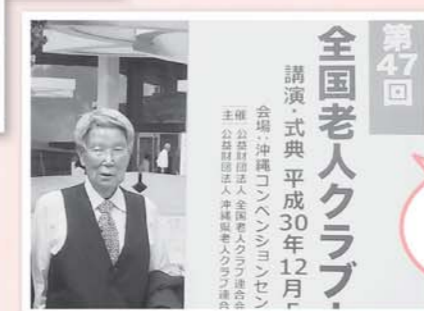 第47回
全国老人クラブ
講演・式典 平成30年12月
会場：沖縄コンベンションセン
主催 公益財団法人 全国老人クラブ連合会
公益財団法人 沖縄県老人クラブ連合